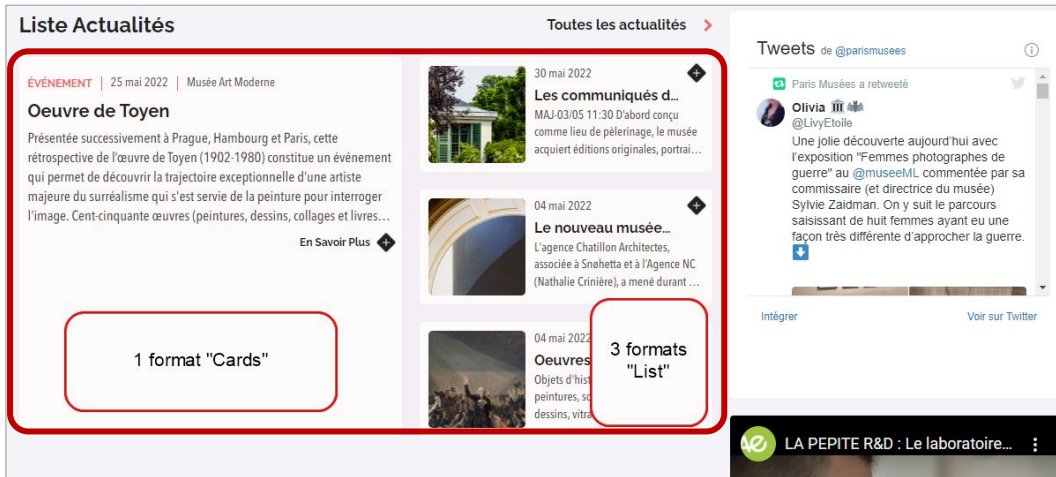 Liste Actualités
Toutes les actualités
ÉVÉNEMENT | 25 mai 2022 | Musée Art Moderne
Oeuvre de Toyen
Présentée successivement à Prague, Hambourg et Paris, cette
rétrospective de l'œuvre de Toyen (1902-1980) constitue un événement
qui permet de découvrir la trajectoire exceptionnelle d'une artiste
majeure du surréalisme qui s'est servie de la peinture pour interroger
l'image. Cent-cinquante œuvres (peintures, dessins, collages et livres...
En Savoir Plus
1 format "Cards"
30 mai 2022
Les communiqués d...
MAJ-03/05 11:30 D'abord conçu
comme lieu de pèlerinage, le musée
acquiert éditions originales, portrai...
04 mai 2022
Le nouveau musée...
L'agence Chatillon Architectes,
associée à Snøhetta et à l'Agence NC
(Nathalie Crinière), a mené durant ...
04 mai 2022
Oeuvres
Objets d'hist
peintures, sc
dessins, vitra
3 formats
"List"
Tweets de @parismusees
Paris Musées a retweeté
Olivia
@LivyEtoile
Une jolie découverte aujourd'hui avec
l'exposition "Femmes photographes de
guerre" au @museeML commentée par sa
commissaire (et directrice du musée)
Sylvie Zaidman. On y suit le parcours
saisissant de huit femmes ayant eu une
façon très différente d'approcher la guerre.
Intégrer
Voir sur Twitter
LA PEPITE R&D : Le laboratoire...